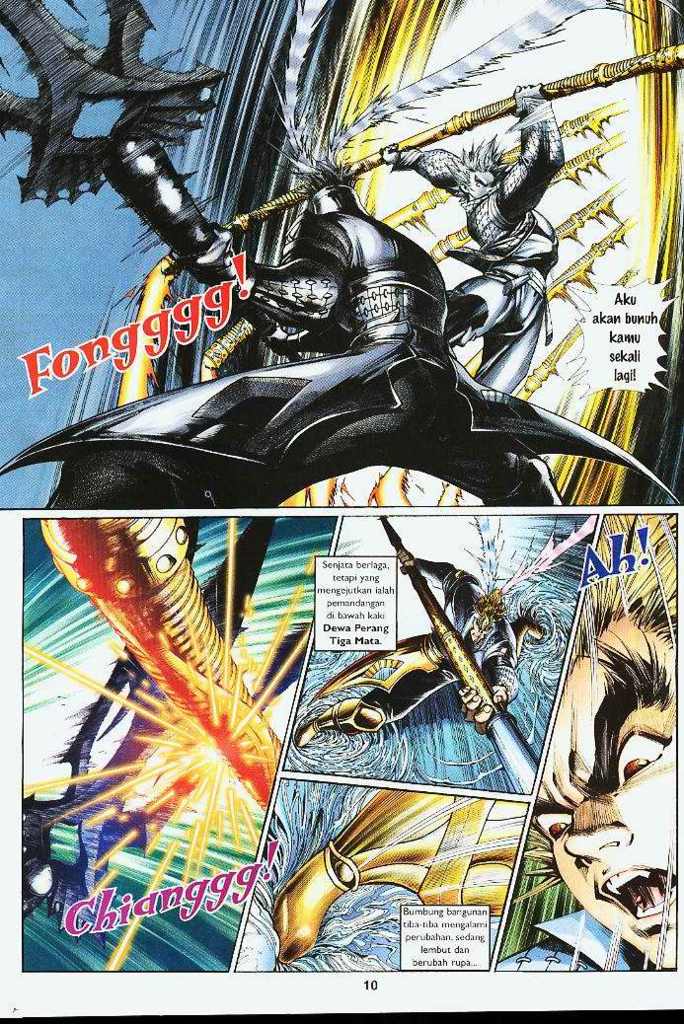 Fongggg!
Aku
akan bunuh
kamu
sekali
lagi!
Senjata berlaga,
tetapi yang
mengejutkan ialah
pemandangan
di bawah kaki
Dewa Perang
Tiga Mata.
Ah!
Chianggg!
Bumbung bangunan
tiba-tiba mengalami
perubahan, sedang
lembut dan
berubah rupa....
10